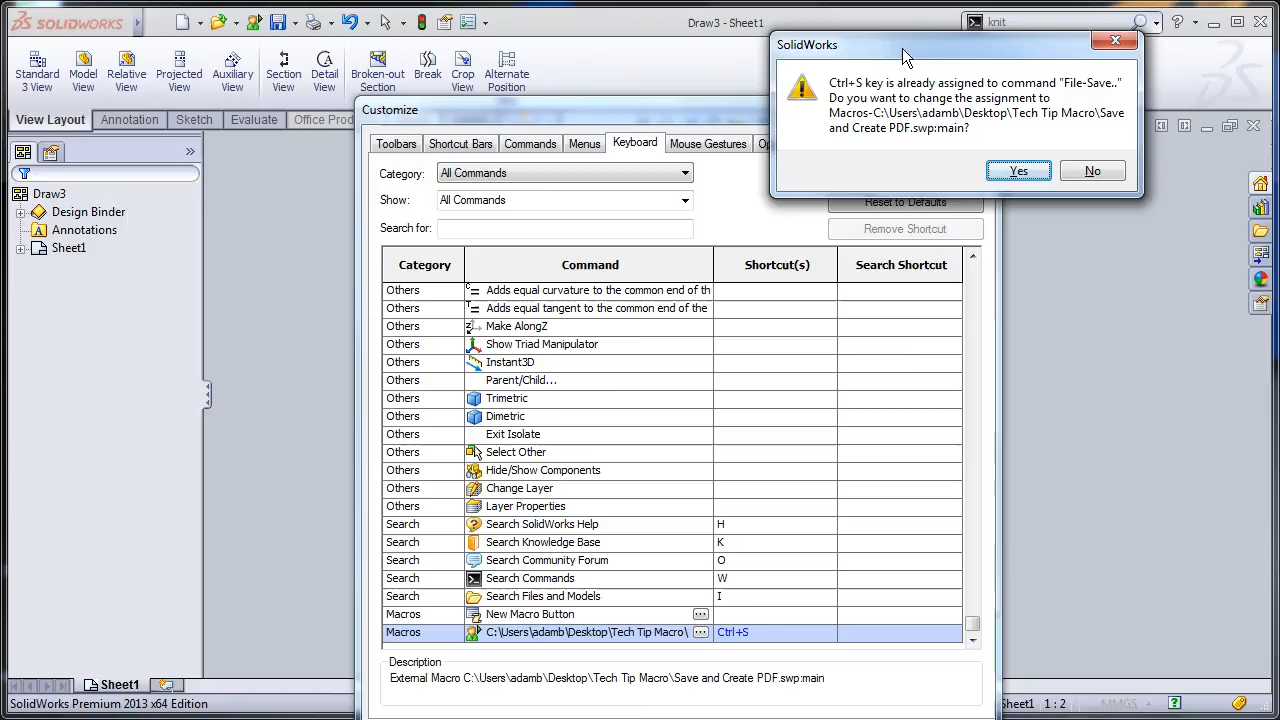 SOLIDWORKS
Draw3 - Sheet1
knit
Standard
3 View
Model
View
Relative
View
Projected
View
Auxiliary
View
Section
View
Detail
View
Broken-out
Section
Break
Crop
View
Alternate
Position
View Layout
Annotation
Sketch
Evaluate
Office Prod
Draw3
Design Binder
Annotations
Sheet1
SolidWorks
Ctrl+S key is already assigned to command "File-Save.."
Do you want to change the assignment to
Macros-C:\Users\adamb\Desktop\Tech Tip Macro\Save
and Create PDF.swp:main?
Yes
No
Customize
Toolbars
Shortcut Bars
Commands
Menus
Keyboard
Mouse Gestures
Category:
All Commands
Show:
All Commands
Search for:
Reset to Defaults
Remove Shortcut
Category Command Shortcut(s) Search Shortcut
Others Adds equal curvature to the common end of th
Others Adds equal tangent to the common end of the
Others Make AlongZ
Others Show Triad Manipulator
Others Instant3D
Others Parent/Child...
Others Trimetric
Others Dimetric
Others Exit Isolate
Others Select Other
Others Hide/Show Components
Others Change Layer
Others Layer Properties
Search Search SolidWorks Help H
Search Search Knowledge Base K
Search Search Community Forum O
Search Search Commands W
Search Search Files and Models I
Macros New Macro Button ...
Macros C:\Users\adamb\Desktop\Tech Tip Macro\ ... Ctrl+S
Description
External Macro C:\Users\adamb\Desktop\Tech Tip Macro\Save and Create PDF.swp:main
Sheet1
SolidWorks Premium 2013 x64 Edition
Sheet1
1 : 2
MMGS